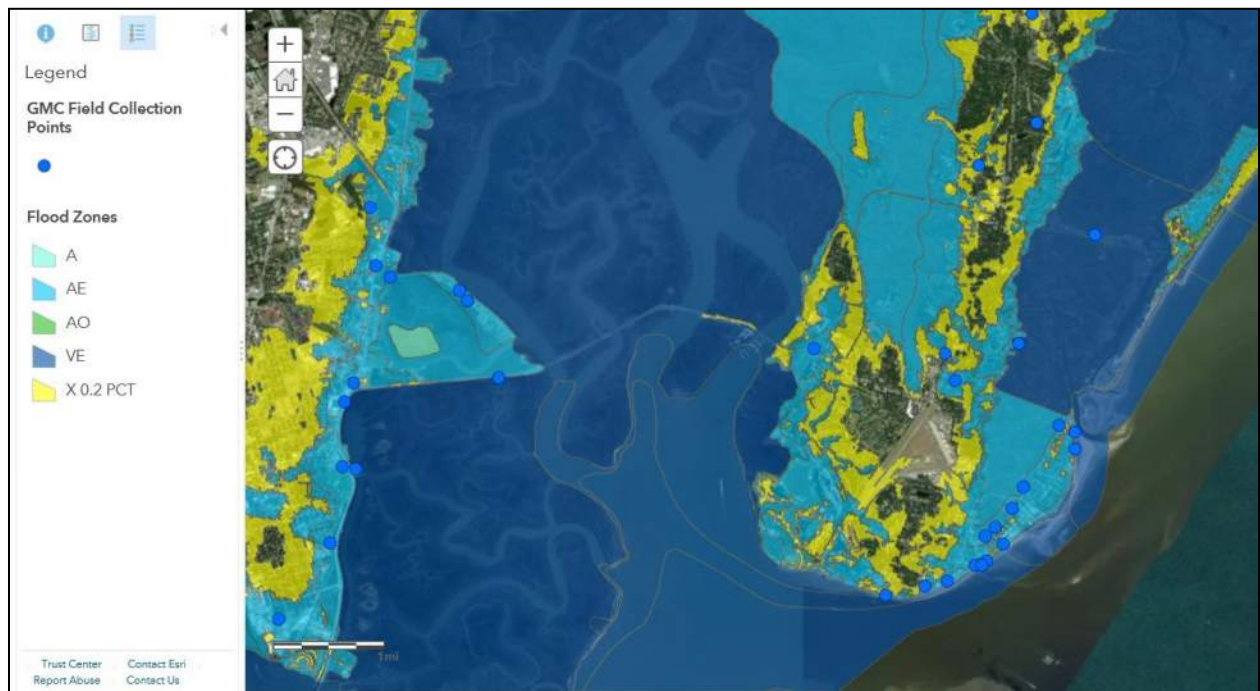 Legend
GMC Field Collection
Points
Flood Zones
A
AE
AO
VE
X 0.2 PCT
Trust Center Contact Esri
Report Abuse Contact Us
+
−
1mi